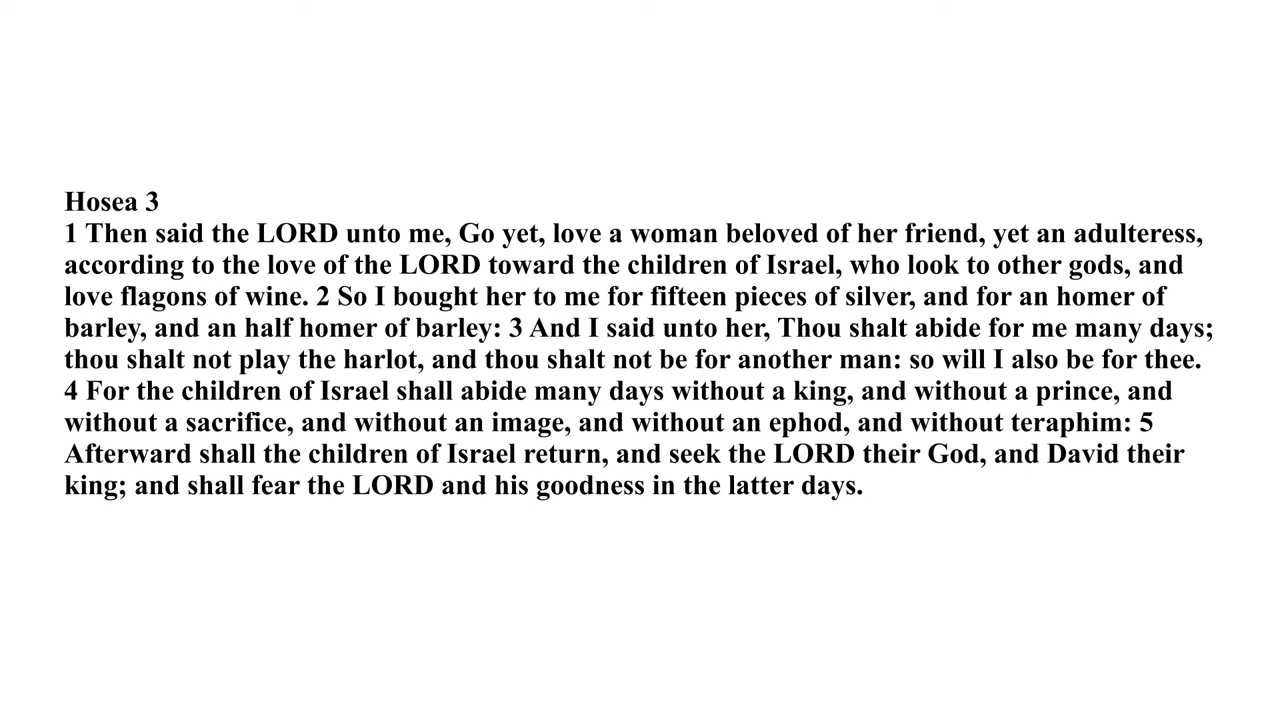 Hosea 3
1 Then said the LORD unto me, Go yet, love a woman beloved of her friend, yet an adulteress,
according to the love of the LORD toward the children of Israel, who look to other gods, and
love flagons of wine. 2 So I bought her to me for fifteen pieces of silver, and for an homer of
barley, and an half homer of barley: 3 And I said unto her, Thou shalt abide for me many days;
thou shalt not play the harlot, and thou shalt not be for another man: so will I also be for thee.
4 For the children of Israel shall abide many days without a king, and without a prince, and
without a sacrifice, and without an image, and without an ephod, and without teraphim: 5
Afterward shall the children of Israel return, and seek the LORD their God, and David their
king; and shall fear the LORD and his goodness in the latter days.